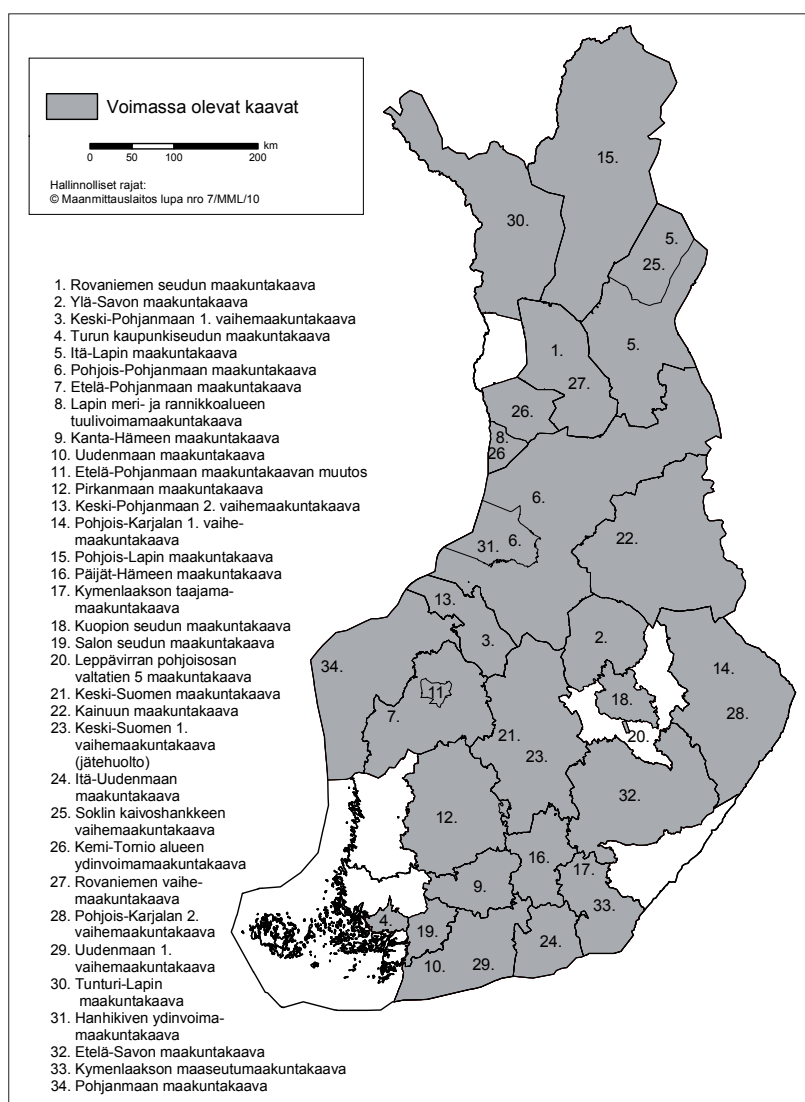 Voimassa olevat kaavat
km
0 50 100 200
Hallinnolliset rajat:
© Maanmittauslaitos lupa nro 7/MML/10
1. Rovaniemen seudun maakuntakaava
2. Ylä-Savon maakuntakaava
3. Keski-Pohjanmaan 1. vaihemaakuntakaava
4. Turun kaupunkiseudun maakuntakaava
5. Itä-Lapin maakuntakaava
6. Pohjois-Pohjanmaan maakuntakaava
7. Etelä-Pohjanmaan maakuntakaava
8. Lapin meri- ja rannikkoalueen
tuulivoimamaakuntakaava
9. Kanta-Hämeen maakuntakaava
10. Uudenmaan maakuntakaava
11. Etelä-Pohjanmaan maakuntakaavan muutos
12. Pirkanmaan maakuntakaava
13. Keski-Pohjanmaan 2. vaihemaakuntakaava
14. Pohjois-Karjalan 1. vaihe-
maakuntakaava
15. Pohjois-Lapin maakuntakaava
16. Päijät-Hämeen maakuntakaava
17. Kymenlaakson taajama-
maakuntakaava
18. Kuopion seudun maakuntakaava
19. Salon seudun maakuntakaava
20. Leppävirran pohjoisosan
valtatien 5 maakuntakaava
21. Keski-Suomen maakuntakaava
22. Kainuun maakuntakaava
23. Keski-Suomen 1.
vaihemaakuntakaava
(jätehuolto)
24. Itä-Uudenmaan
maakuntakaava
25. Soklin kaivoshankkeen
vaihemaakuntakaava
26. Kemi-Tornio alueen
ydinvoimamaakuntakaava
27. Rovaniemen vaihe-
maakuntakaava
28. Pohjois-Karjalan 2.
vaihemaakuntakaava
29. Uudenmaan 1.
vaihemaakuntakaava
30. Tunturi-Lapin
maakuntakaava
31. Hanhikiven ydinvoima-
maakuntakaava
32. Etelä-Savon maakuntakaava
33. Kymenlaakson maaseutumaakuntakaava
34. Pohjanmaan maakuntakaava
15.
30.
5.
25.
1.
5.
27.
26.
8.
26
6.
31. 6.
22.
13.
3.
2.
34.
14.
11.
18.
7.
28.
21.
20.
23.
32.
12.
16.
17.
9.
33.
4.
19.
24.
10. 29.